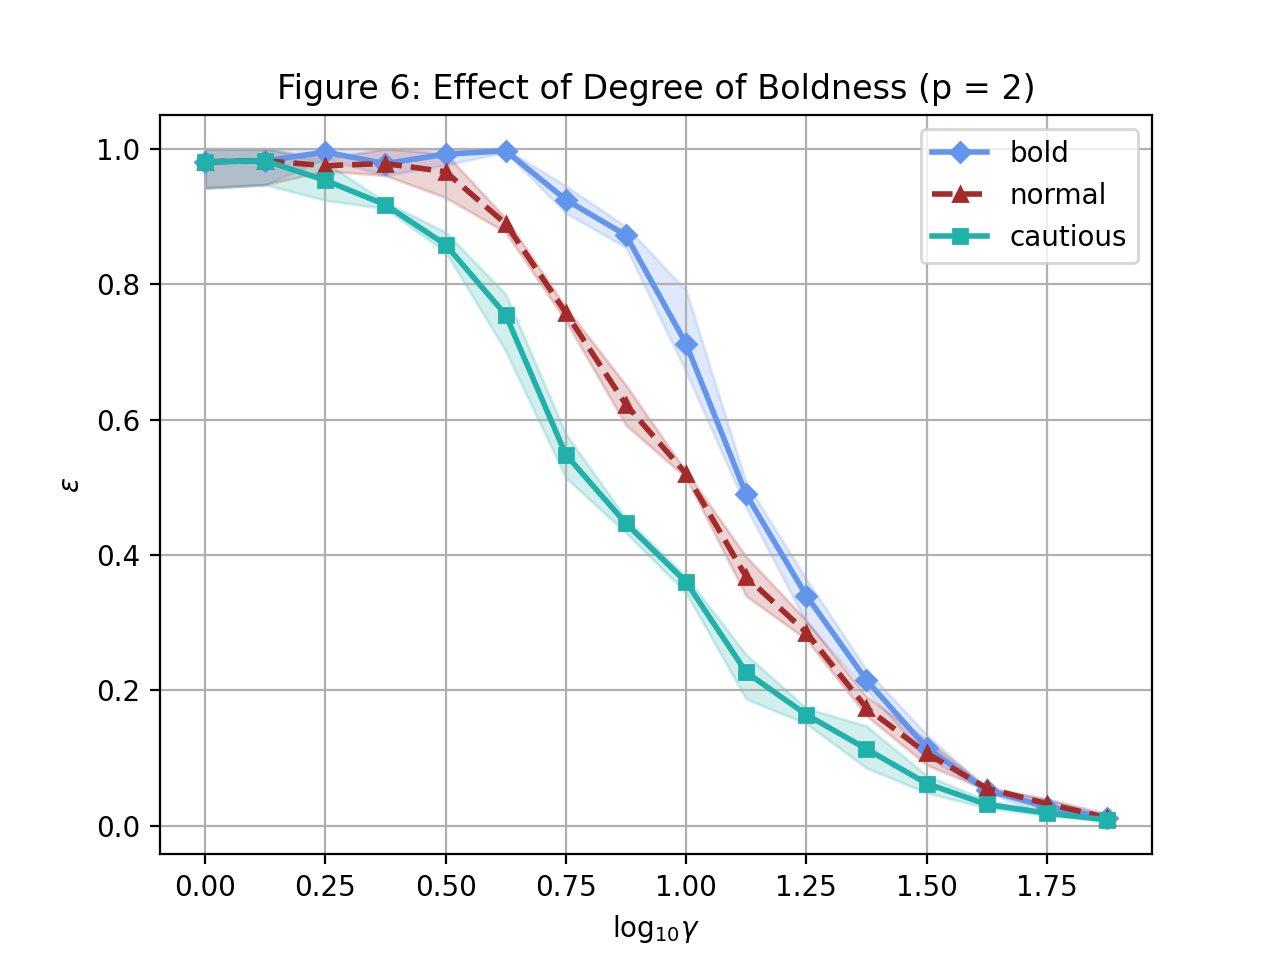 Figure 6: Effect of Degree of Boldness (p = 2)
bold
normal
cautious
1.0
0.8
0.6
0.4
0.2
0.0
ε
0.00 0.25 0.50 0.75 1.00 1.25 1.50 1.75
log₁₀γ